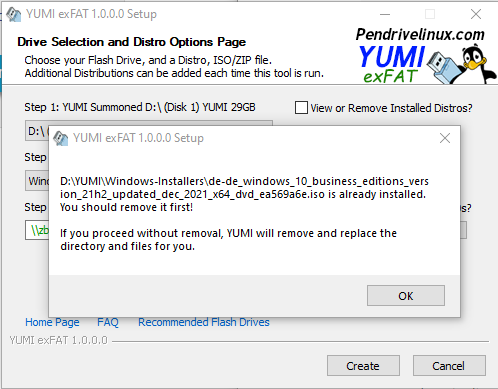 YUMI exFAT 1.0.0.0 Setup
Drive Selection and Distro Options Page
Choose your Flash Drive, and a Distro, ISO/ZIP file.
Additional Distributions can be added each time this tool is run.
Pendrivelinux.com
YUMI
exFAT
Step 1: YUMI Summoned D:\ (Disk 1) YUMI 29GB
View or Remove Installed Distros?
D:\
YUMI exFAT 1.0.0.0 Setup
Step
Step
D:\YUMI\Windows-Installers\de-de_windows_10_business_editions_vers
ion_21h2_updated_dec_2021_x64_dvd_ea569a6e.iso is already installed.
You should remove it first!
If you proceed without removal, YUMI will remove and replace the
directory and files for you.
OK
Home Page FAQ Recommended Flash Drives
YUMI exFAT 1.0.0.0
Create Cancel